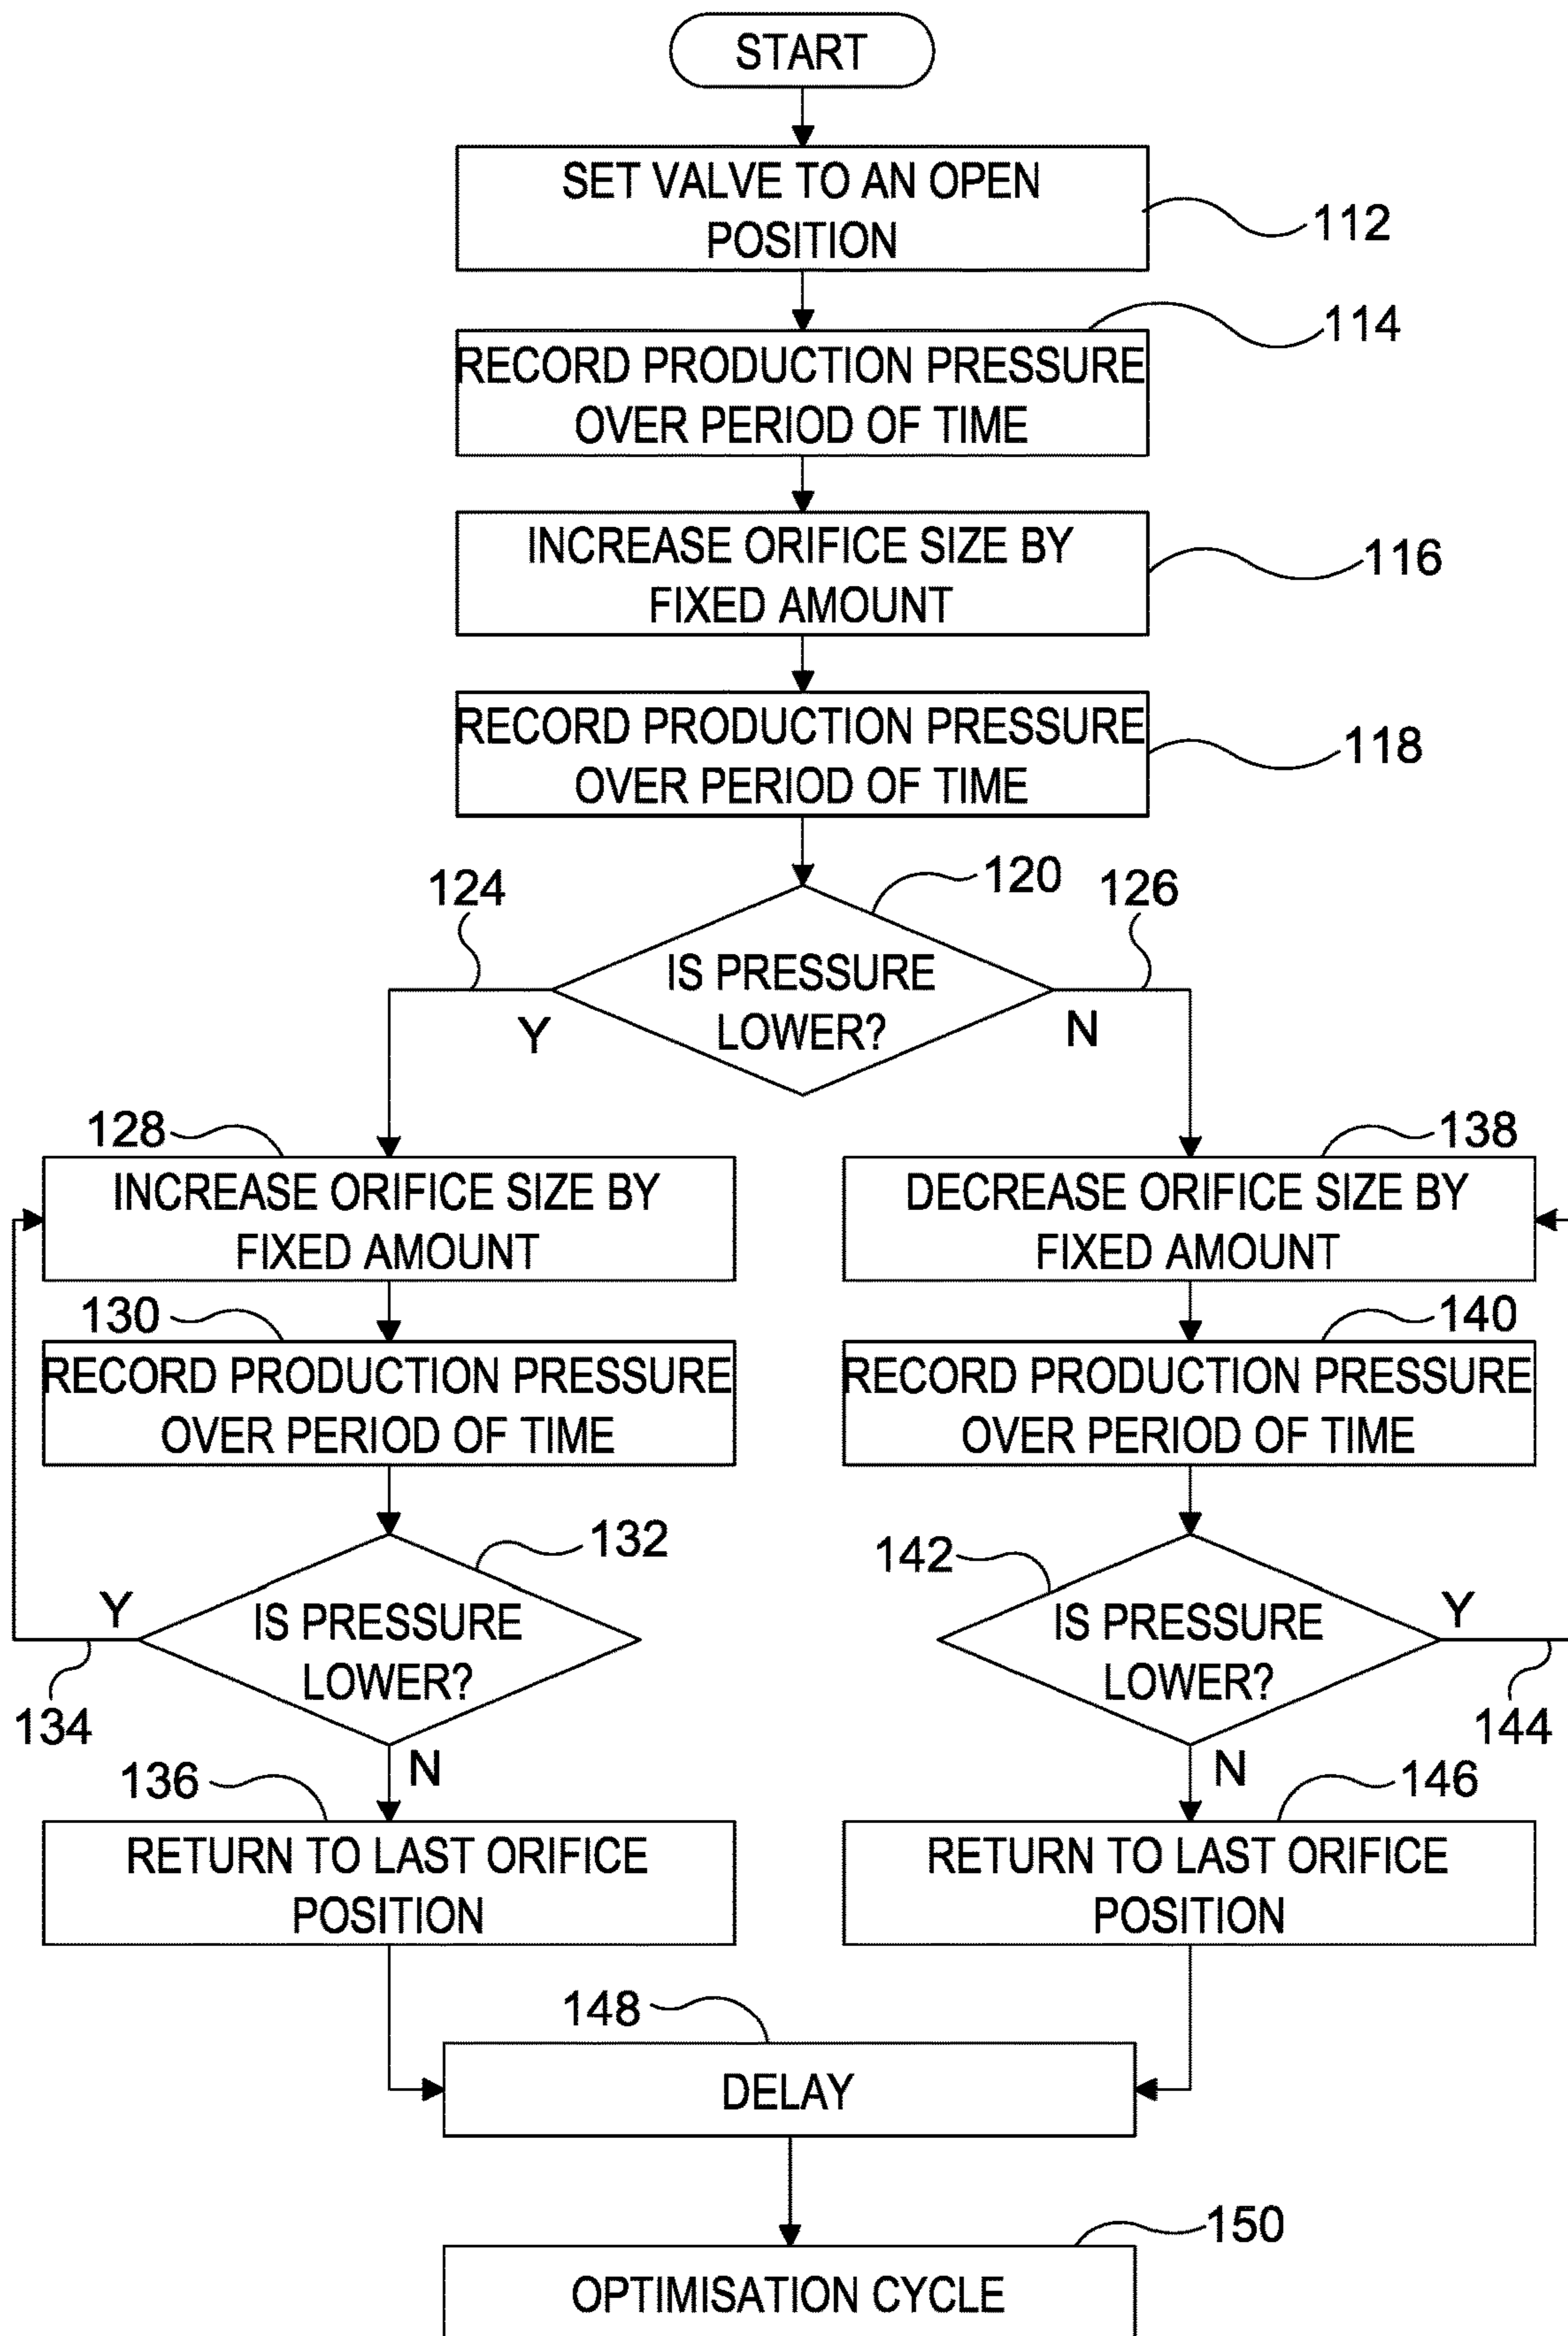 START
SET VALVE TO AN OPEN
POSITION
112
RECORD PRODUCTION PRESSURE
OVER PERIOD OF TIME
114
INCREASE ORIFICE SIZE BY
FIXED AMOUNT
116
RECORD PRODUCTION PRESSURE
OVER PERIOD OF TIME
118
120
124
126
IS PRESSURE
LOWER?
Y
N
128
INCREASE ORIFICE SIZE BY
FIXED AMOUNT
138
DECREASE ORIFICE SIZE BY
FIXED AMOUNT
130
RECORD PRODUCTION PRESSURE
OVER PERIOD OF TIME
140
RECORD PRODUCTION PRESSURE
OVER PERIOD OF TIME
132
IS PRESSURE
LOWER?
Y
134
N
142
IS PRESSURE
LOWER?
Y
144
N
136
RETURN TO LAST ORIFICE
POSITION
146
RETURN TO LAST ORIFICE
POSITION
148
DELAY
150
OPTIMISATION CYCLE